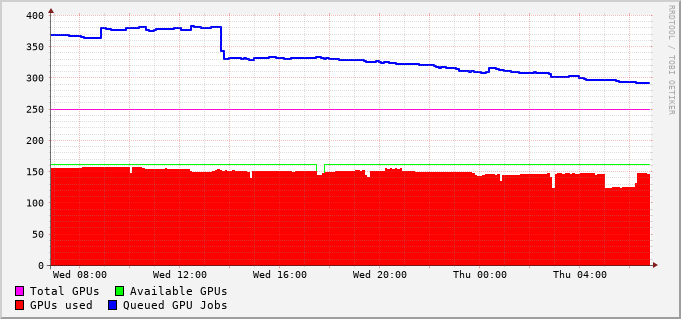 400
350
300
250
200
150
100
50
0
Wed 08:00 Wed 12:00 Wed 16:00 Wed 20:00 Thu 00:00 Thu 04:00
Total GPUs Available GPUs
GPUs used Queued GPU Jobs
RRDTOOL / TOBI OETIKER